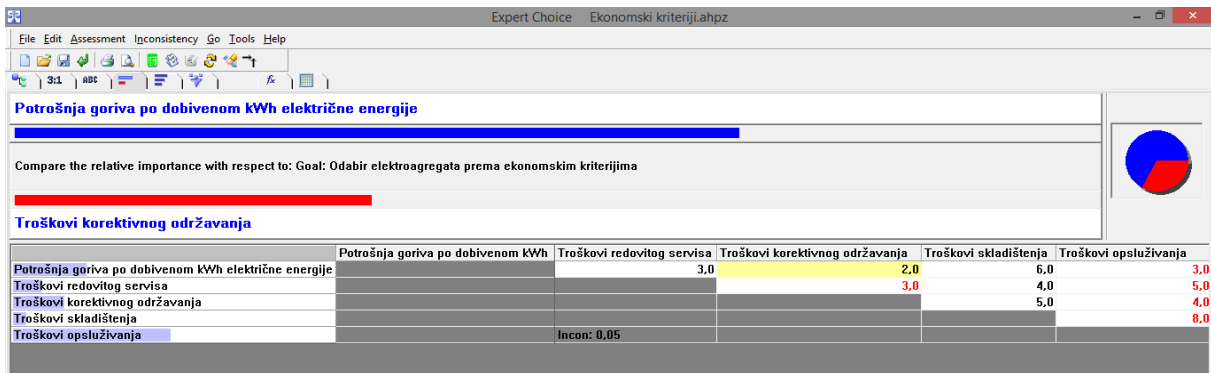 Expert Choice Ekonomski kriteriji.ahpz
File Edit Assessment Inconsistency Go Tools Help
3:1 ABC fx
Potrošnja goriva po dobivenom kWh električne energije
Compare the relative importance with respect to: Goal: Odabir elektroagregata prema ekonomskim kriterijima
Troškovi korektivnog održavanja
Potrošnja goriva po dobivenom kWh Troškovi redovitog servisa Troškovi korektivnog održavanja Troškovi skladištenja Troškovi opsluživanja
Potrošnja goriva po dobivenom kWh električne energije 3,0 2,0 6,0 3,0
Troškovi redovitog servisa 3,0 4,0 5,0
Troškovi korektivnog održavanja 5,0 4,0
Troškovi skladištenja 8,0
Troškovi opsluživanja Incon: 0,05